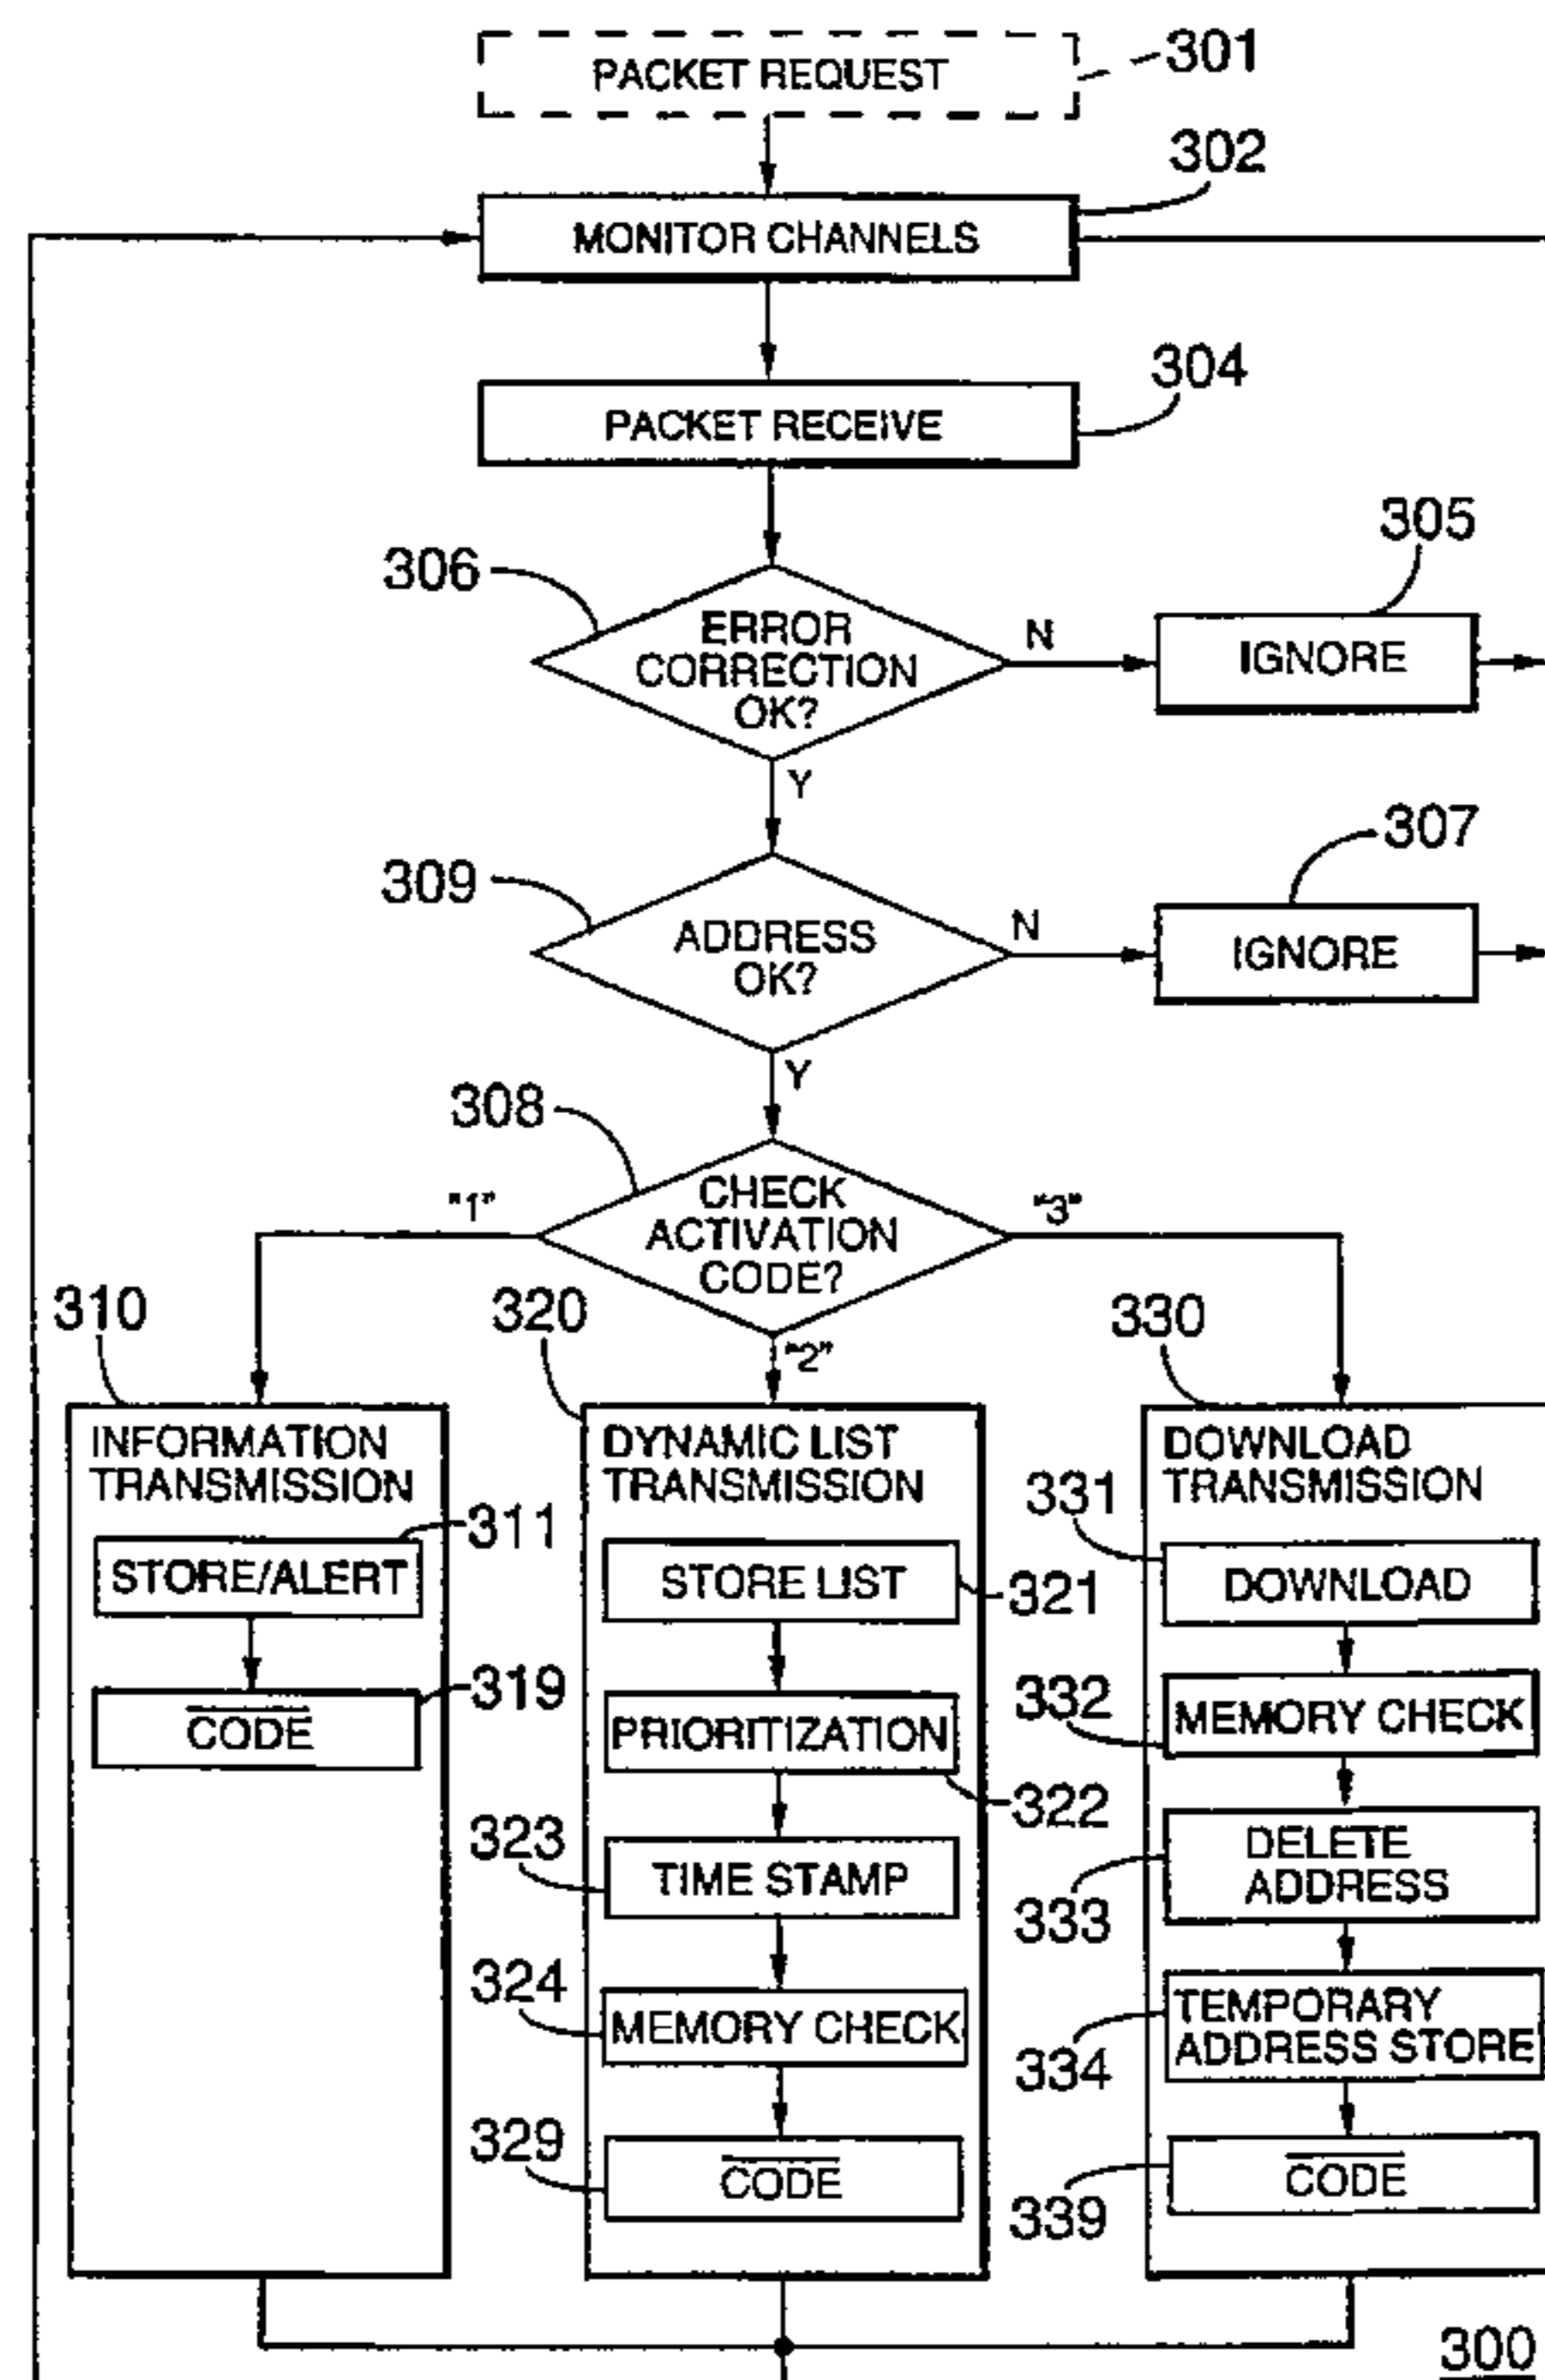 PACKET REQUEST
301
302
MONITOR CHANNELS
304
PACKET RECEIVE
305
306
ERROR
CORRECTION
OK?
N
IGNORE
Y
307
309
ADDRESS
OK?
N
IGNORE
Y
308
CHECK
ACTIVATION
CODE?
"1"
"3"
"2"
310
INFORMATION
TRANSMISSION
311
STORE/ALERT
319
CODE
320
DYNAMIC LIST
TRANSMISSION
STORE LIST
321
PRIORITIZATION
322
323
TIME STAMP
324
MEMORY CHECK
329
CODE
330
DOWNLOAD
TRANSMISSION
331
DOWNLOAD
332
MEMORY CHECK
333
DELETE
ADDRESS
334
TEMPORARY
ADDRESS STORE
339
CODE
300